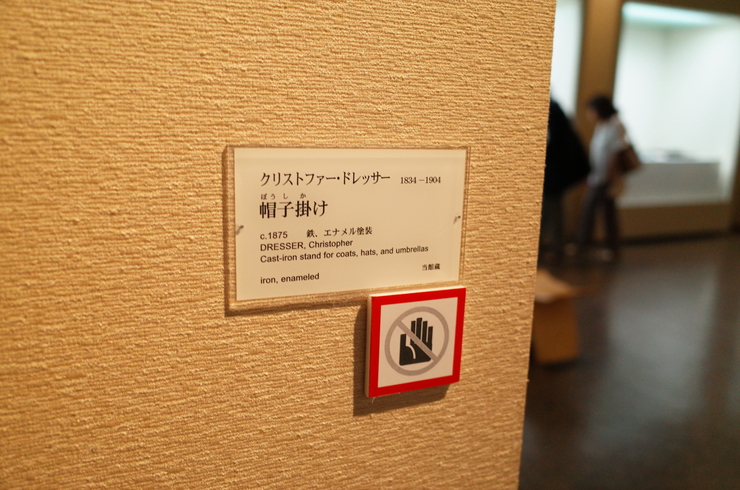 クリストファー・ドレッサー 1834－1904
ぼうし か
帽子掛け
c.1875 鉄、エナメル塗装
DRESSER, Christopher
Cast-iron stand for coats, hats, and umbrellas
iron, enameled
当館蔵